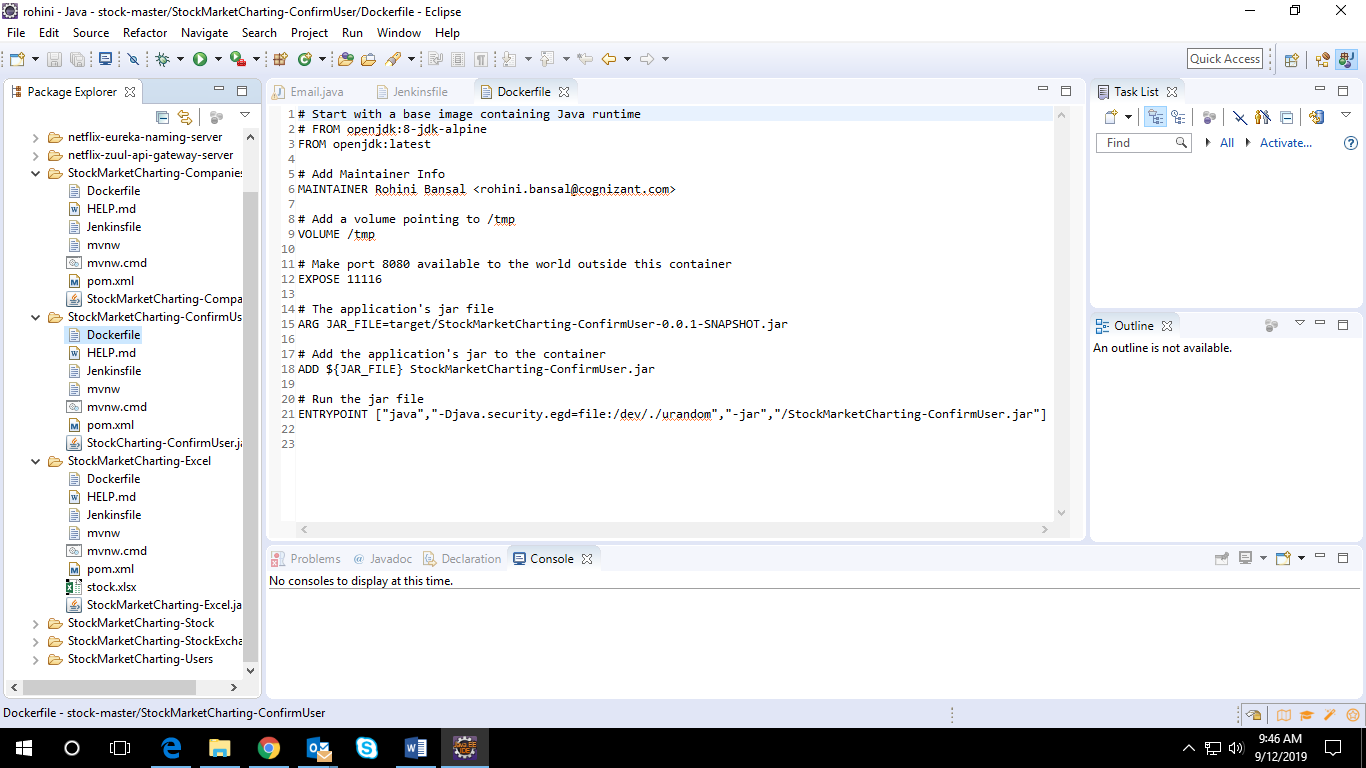 rohini - Java - stock-master/StockMarketCharting-ConfirmUser/Dockerfile - Eclipse
File Edit Source Refactor Navigate Search Project Run Window Help
Quick Access
Package Explorer
netflix-eureka-naming-server
netflix-zuul-api-gateway-server
StockMarketCharting-Companies
Dockerfile
HELP.md
Jenkinsfile
mvnw
mvnw.cmd
pom.xml
StockMarketCharting-Compa
StockMarketCharting-ConfirmUs
Dockerfile
HELP.md
Jenkinsfile
mvnw
mvnw.cmd
pom.xml
StockCharting-ConfirmUser.ja
StockMarketCharting-Excel
Dockerfile
HELP.md
Jenkinsfile
mvnw
mvnw.cmd
pom.xml
stock.xlsx
StockMarketCharting-Excel.ja
StockMarketCharting-Stock
StockMarketCharting-StockExcha
StockMarketCharting-Users
Email.java Jenkinsfile Dockerfile
1 # Start with a base image containing Java runtime
2 # FROM openjdk:8-jdk-alpine
3 FROM openjdk:latest
4
5 # Add Maintainer Info
6 MAINTAINER Rohini Bansal <rohini.bansal@cognizant.com>
7
8 # Add a volume pointing to /tmp
9 VOLUME /tmp
10
11 # Make port 8080 available to the world outside this container
12 EXPOSE 11116
13
14 # The application's jar file
15 ARG JAR_FILE=target/StockMarketCharting-ConfirmUser-0.0.1-SNAPSHOT.jar
16
17 # Add the application's jar to the container
18 ADD ${JAR_FILE} StockMarketCharting-ConfirmUser.jar
19
20 # Run the jar file
21 ENTRYPOINT ["java","-Djava.security.egd=file:/dev/./urandom","-jar","/StockMarketCharting-ConfirmUser.jar"]
22
23
Task List
Find All Activate...
Outline
An outline is not available.
Problems @ Javadoc Declaration Console
No consoles to display at this time.
Dockerfile - stock-master/StockMarketCharting-ConfirmUser
9:46 AM
9/12/2019